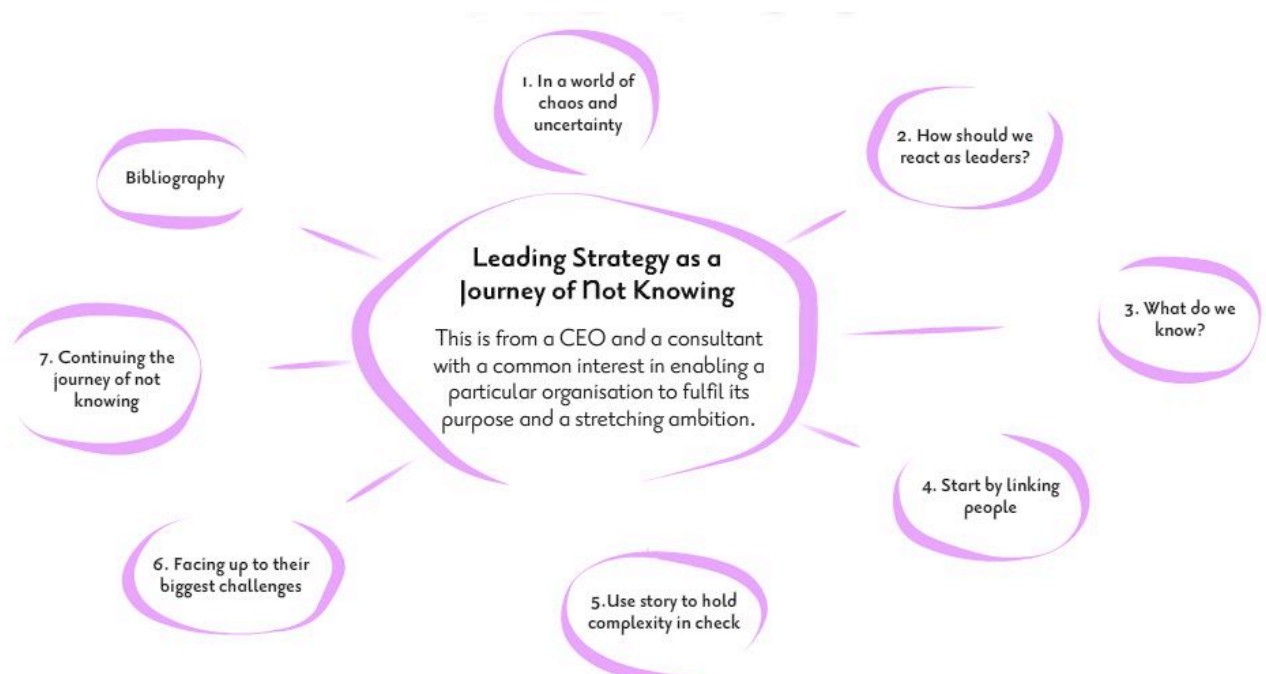 Leading Strategy as a
Journey of Not Knowing
This is from a CEO and a consultant
with a common interest in enabling a
particular organisation to fulfil its
purpose and a stretching ambition.
1. In a world of
chaos and
uncertainty
2. How should we
react as leaders?
3. What do we
know?
4. Start by linking
people
5.Use story to hold
complexity in check
6. Facing up to their
biggest challenges
7. Continuing the
journey of not
knowing
Bibliography